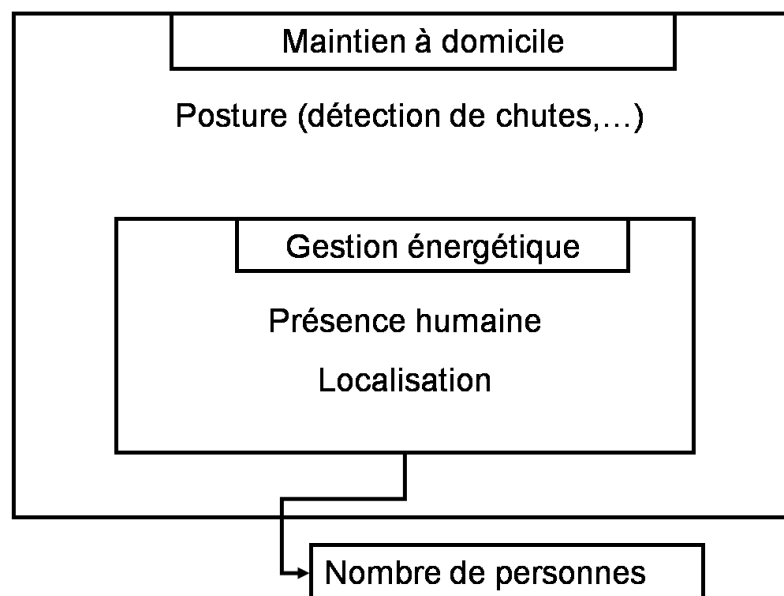 Maintien à domicile
Posture (détection de chutes,…)
Gestion énergétique
Présence humaine
Localisation
Nombre de personnes